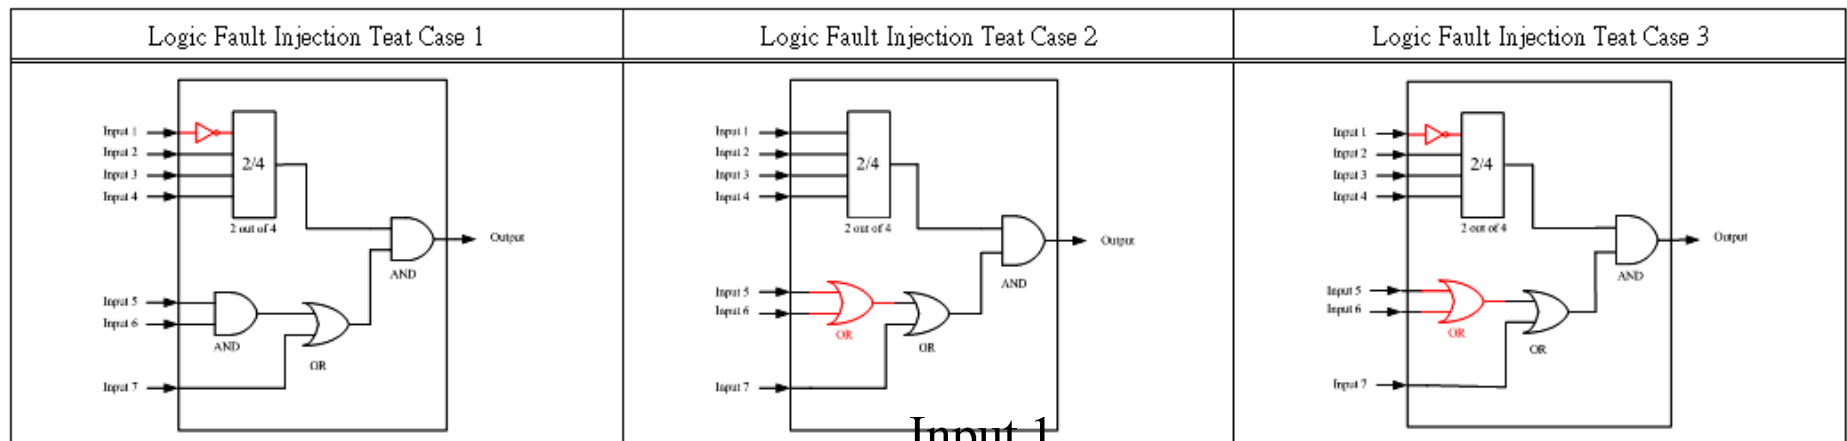 Logic Fault Injection Teat Case 1
Logic Fault Injection Teat Case 2
Logic Fault Injection Teat Case 3
Input 1
Input 2
Input 3
Input 4
2/4
2 out of 4
AND
Output
Input 5
Input 6
AND
OR
Input 7
Input 1
Input 2
Input 3
Input 4
2/4
2 out of 4
AND
Output
Input 5
Input 6
OR
OR
Input 7
Input 1
Input 1
Input 2
Input 3
Input 4
2/4
2 out of 4
AND
Output
Input 5
Input 6
OR
OR
Input 7